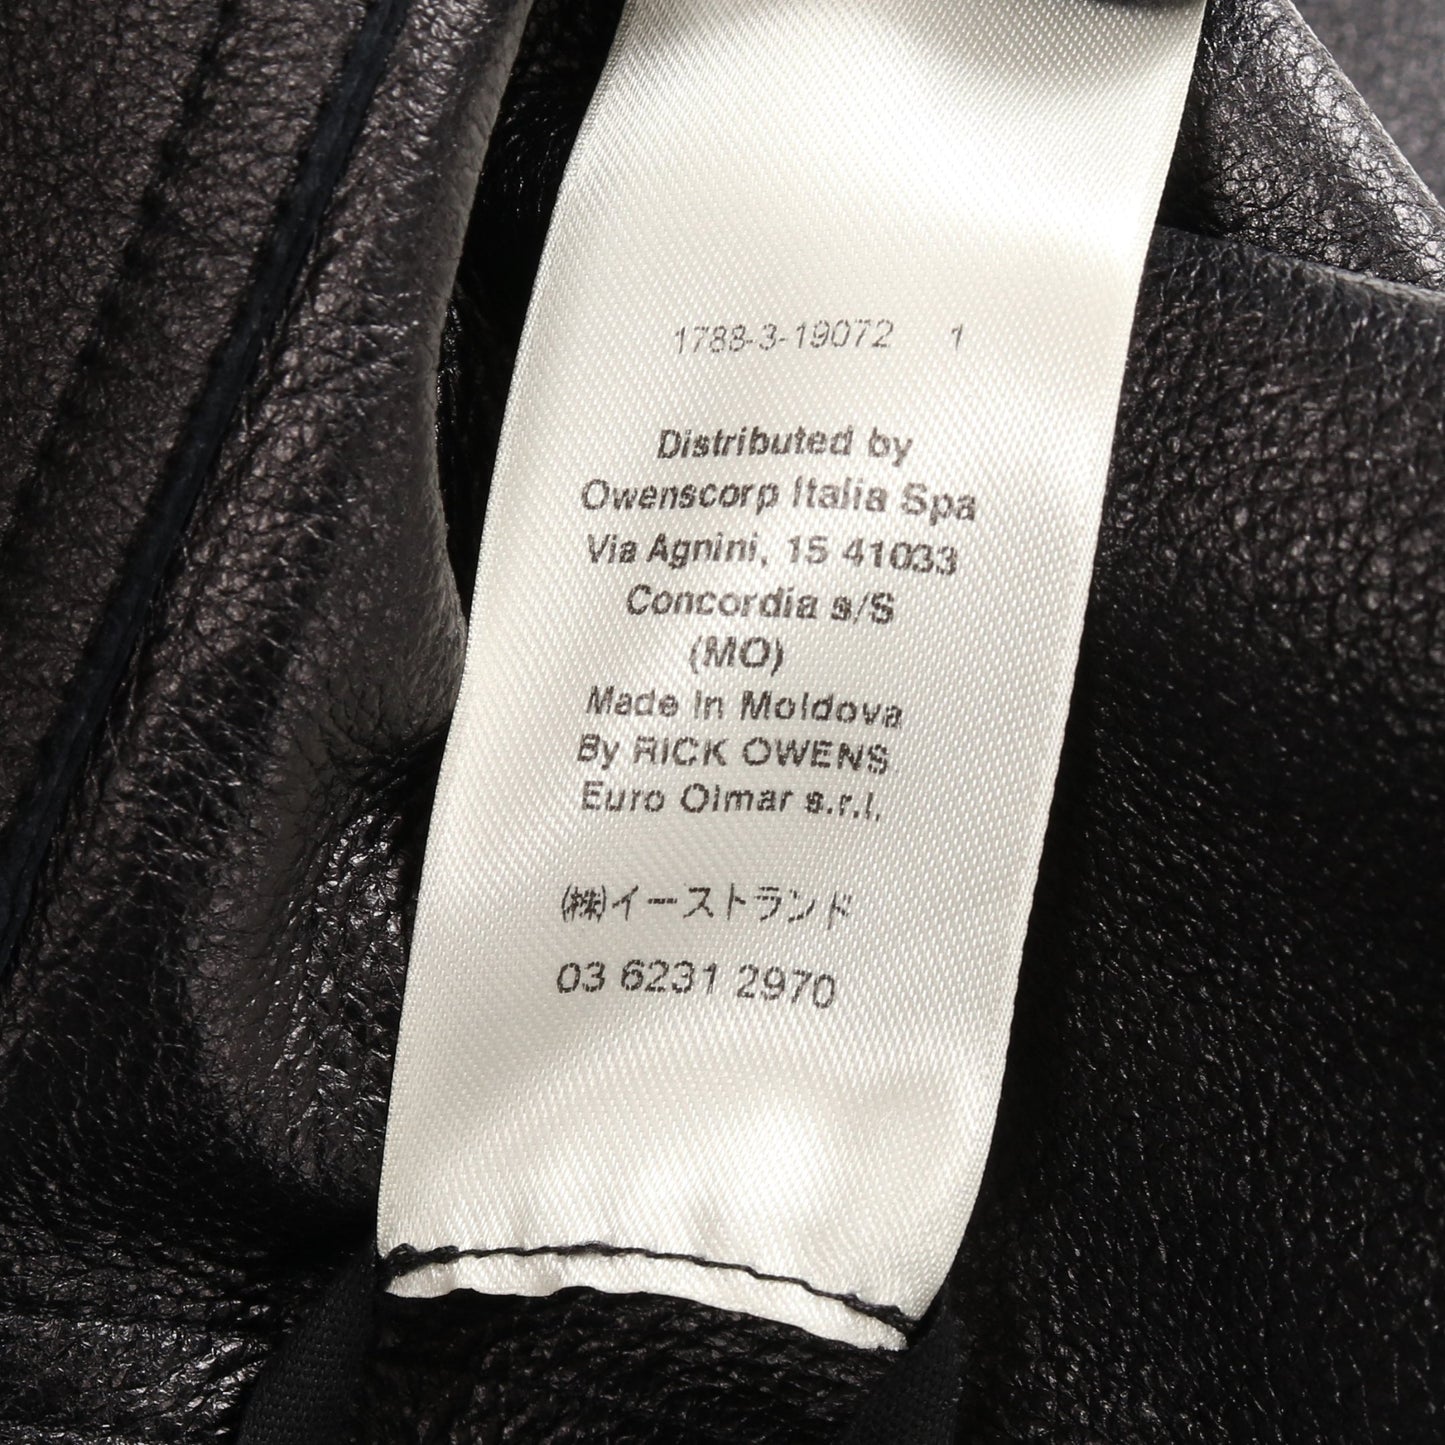 1788-3-19072 1
Distributed by
Owenscorp Italia Spa
Via Agnini, 15 41033
Concordia s/S
(MO)
Made In Moldova
By RICK OWENS
Euro Olmar s.r.l.
(株)イーストランド
03 6231 2970